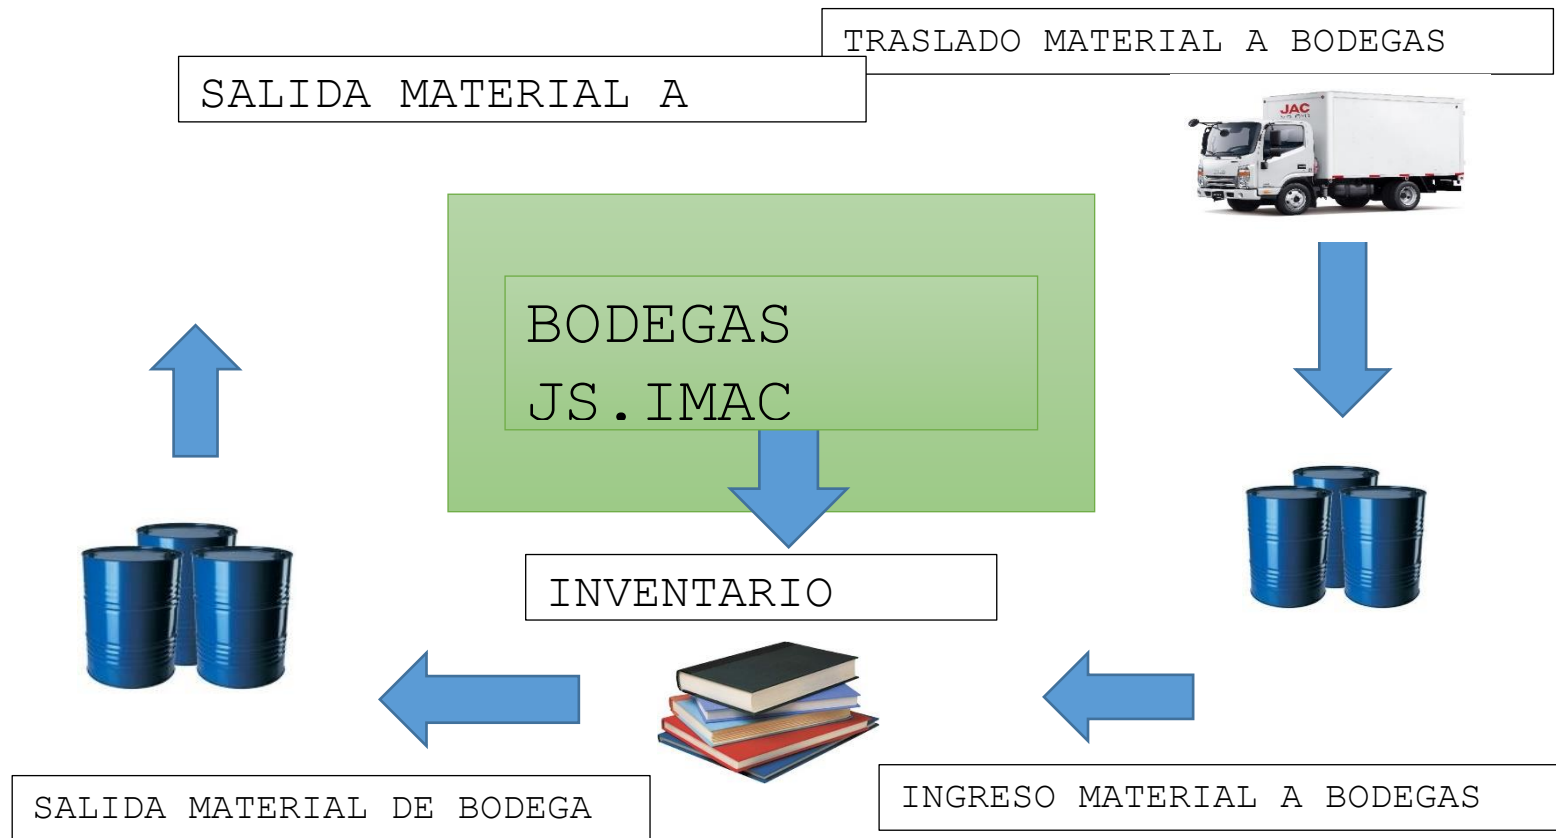 TRASLADO MATERIAL A BODEGAS
SALIDA MATERIAL A
JAC
BODEGAS
JS.IMAC
INVENTARIO
SALIDA MATERIAL DE BODEGA
INGRESO MATERIAL A BODEGAS